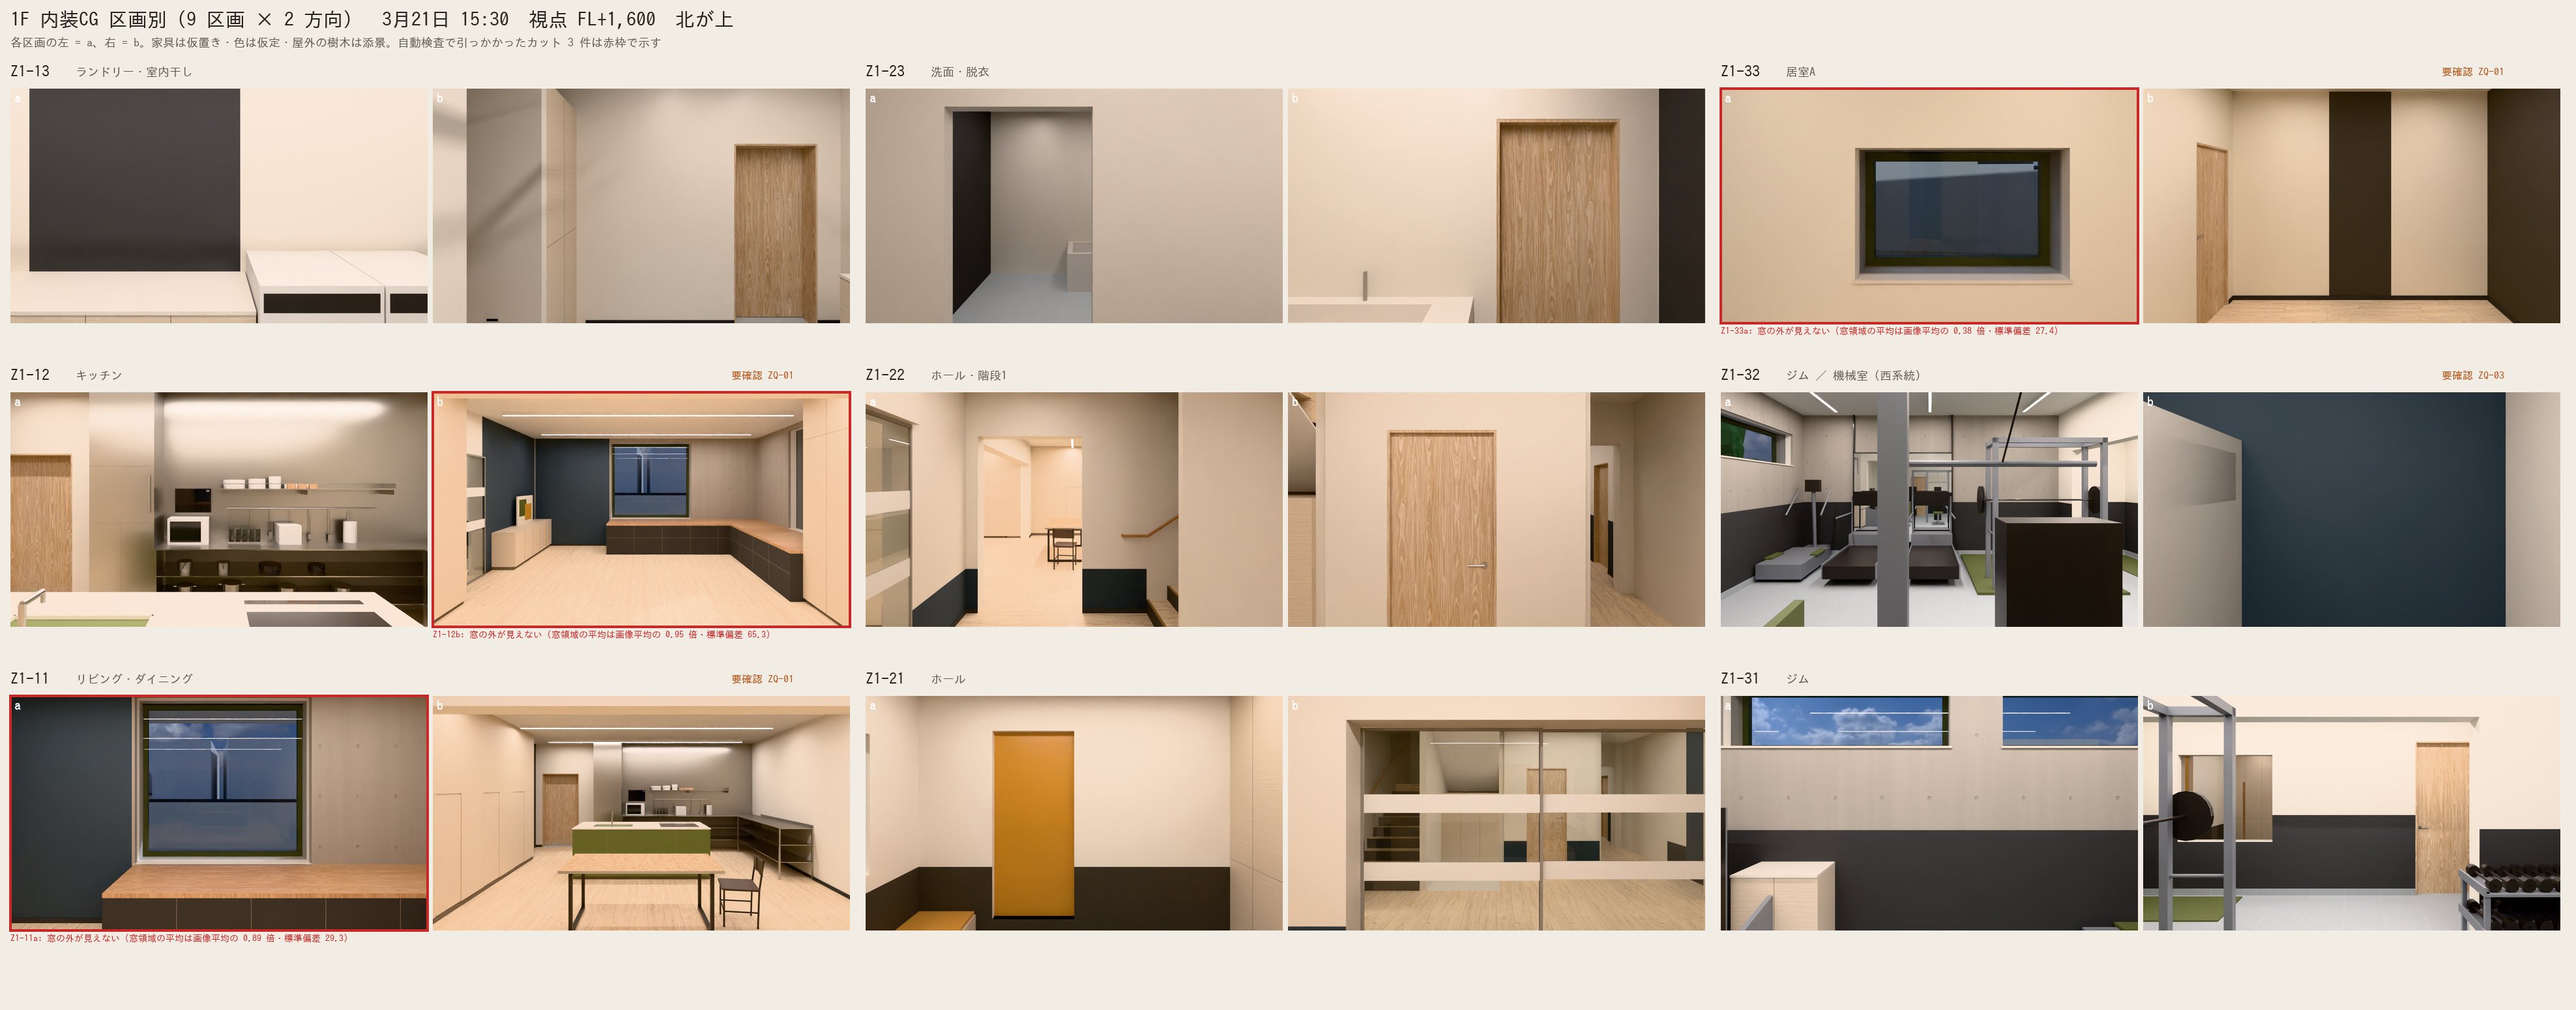 1F 内装CG 区画別 (9 区画 × 2 方向)　3月21日 15:30　視点 FL+1,600　北が上
各区画の左 = a、右 = b。家具は仮置き・色は仮定・屋外の樹木は添景。自動検査で引っかかったカット 3 件は赤枠で示す
Z1-13 ランドリー・室内干し
a
b
Z1-23 洗面・脱衣
a
b
Z1-33 居室A 要確認 ZQ-01
a
b
Z1-33a: 窓の外が見えない (窓領域の平均は画像平均の 0.38 倍・標準偏差 27.4)
Z1-12 キッチン 要確認 ZQ-01
a
b
Z1-12b: 窓の外が見えない (窓領域の平均は画像平均の 0.95 倍・標準偏差 65.3)
Z1-22 ホール・階段1
a
b
Z1-32 ジム ／ 機械室 (西系統) 要確認 ZQ-03
a
b
Z1-11 リビング・ダイニング 要確認 ZQ-01
a
b
Z1-11a: 窓の外が見えない (窓領域の平均は画像平均の 0.89 倍・標準偏差 29.3)
Z1-21 ホール
a
b
Z1-31 ジム
a
b